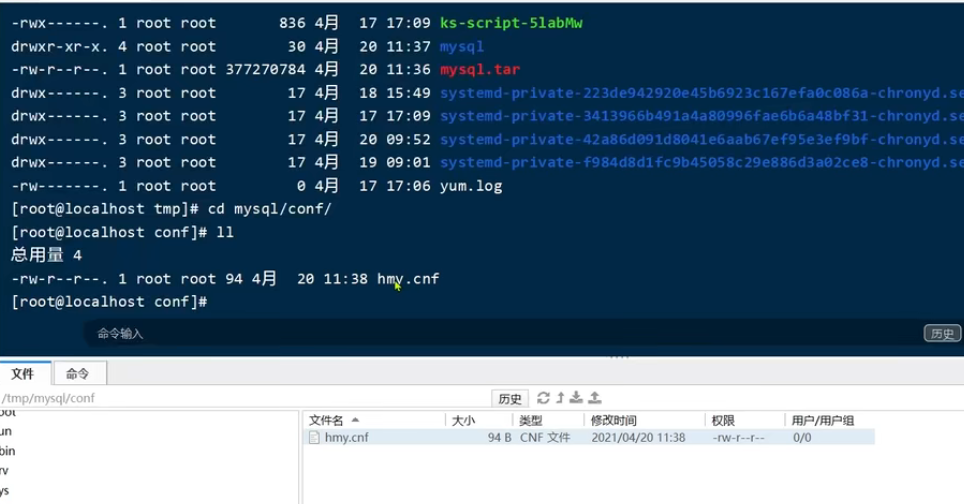 -rwx------. 1 root root 836 4月 17 17:09 ks-script-5labMw
drwxr-xr-x. 4 root root 30 4月 20 11:37 mysql
-rw-r--r--. 1 root root 377270784 4月 20 11:36 mysql.tar
drwx------. 3 root root 17 4月 18 15:49 systemd-private-223de942920e45b6923c167efa0c086a-chronyd.se
drwx------. 3 root root 17 4月 17 17:09 systemd-private-3413966b491a4a80996fae6b6a48bf31-chronyd.se
drwx------. 3 root root 17 4月 20 09:52 systemd-private-42a86d091d8041e6aab67ef95e3ef9bf-chronyd.se
drwx------. 3 root root 17 4月 19 09:01 systemd-private-f984d8d1fc9b45058c29e886d3a02ce8-chronyd.se
-rw-------. 1 root root 0 4月 17 17:06 yum.log
[root@localhost tmp]# cd mysql/conf/
[root@localhost conf]# ll
总用量 4
-rw-r--r--. 1 root root 94 4月 20 11:38 hmy.cnf
[root@localhost conf]#
命令输入 历史
文件 命令
/tmp/mysql/conf 历史
文件名 大小 类型 修改时间 权限 用户/用户组
hmy.cnf 94 B CNF 文件 2021/04/20 11:38 -rw-r--r-- 0/0
oot
un
bin
rv
ys